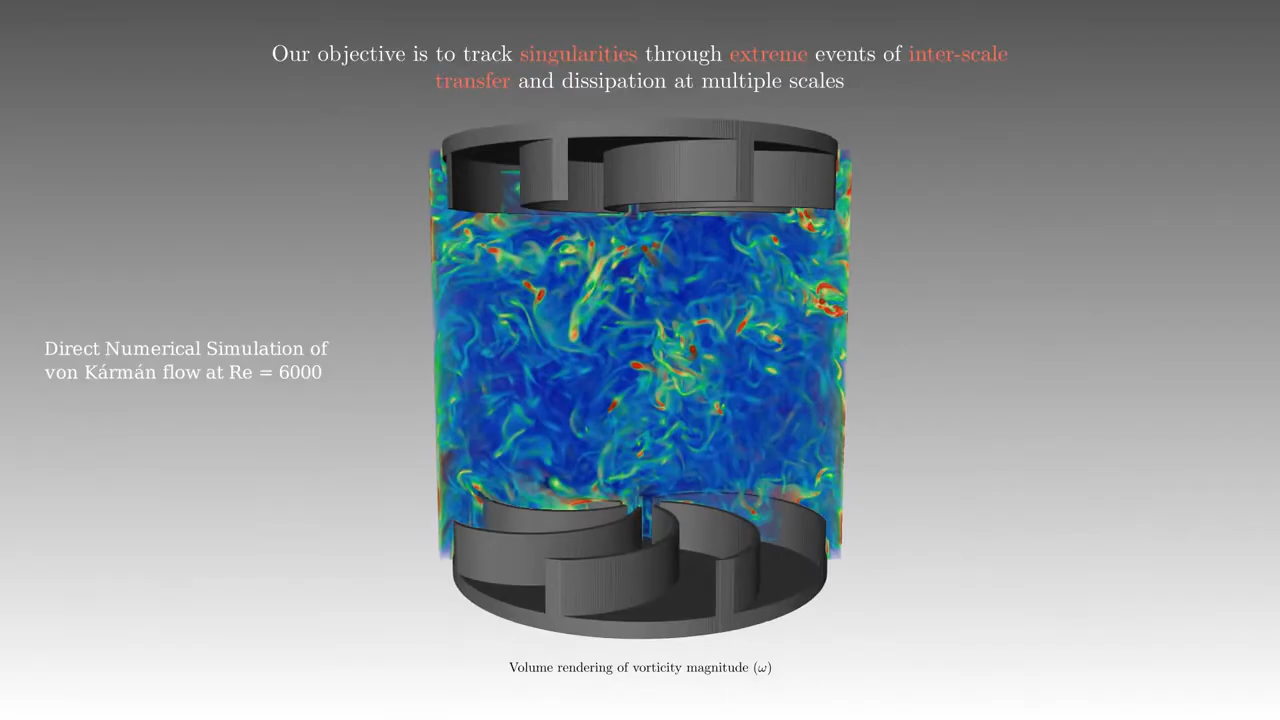 Our objective is to track singularities through extreme events of inter-scale
transfer and dissipation at multiple scales
Direct Numerical Simulation of
von Kármán flow at Re = 6000
Volume rendering of vorticity magnitude (ω)